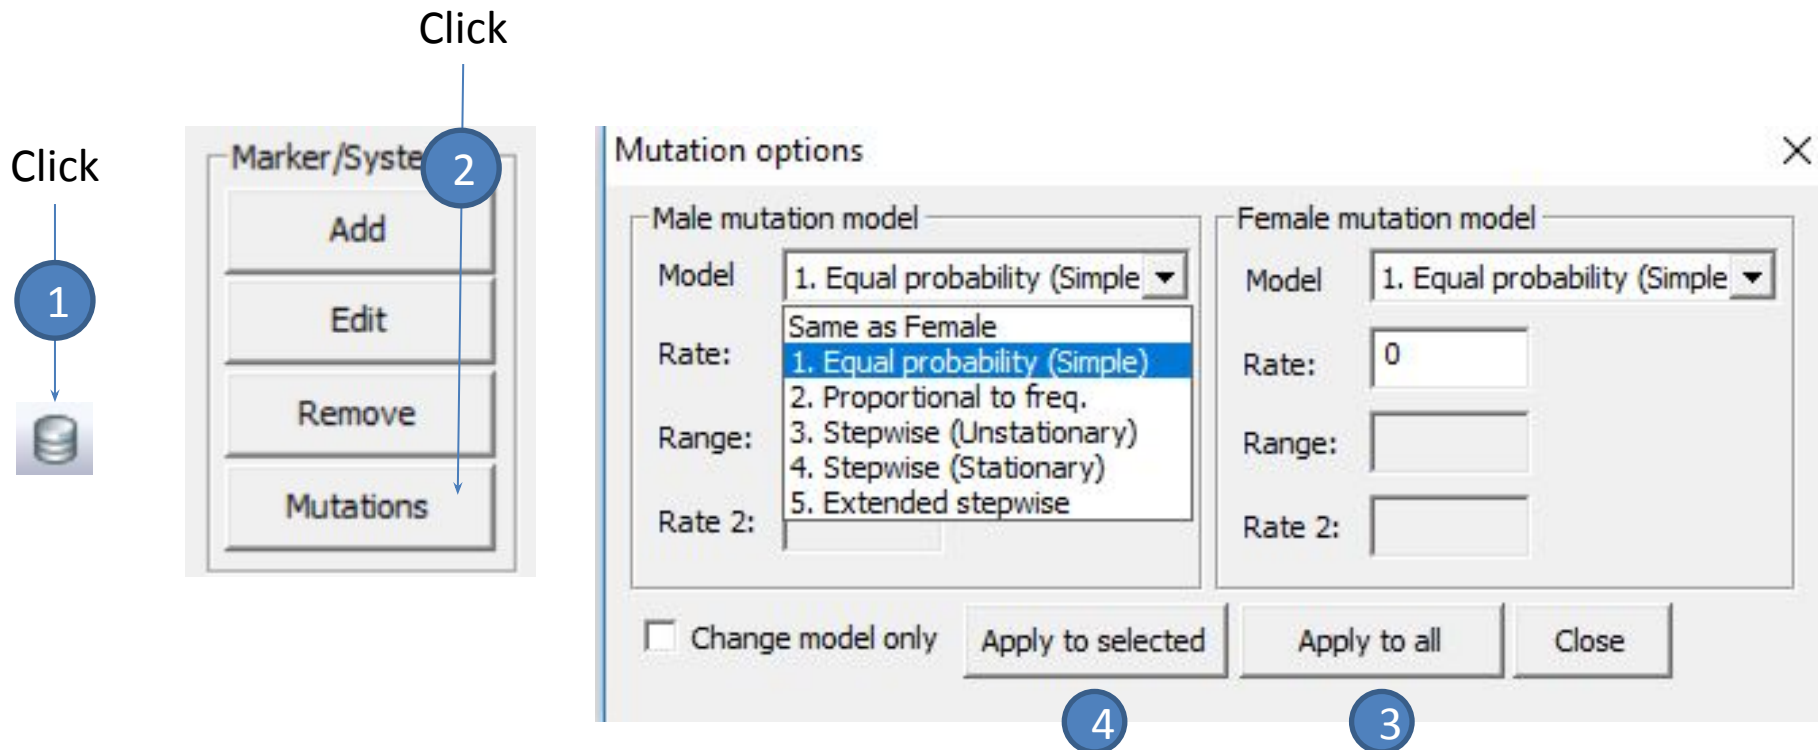 Click
Click
1
Marker/Syste
2
Add
Edit
Remove
Mutations
Mutation options
Male mutation model
Model
1. Equal probability (Simple
Same as Female
Rate:
1. Equal probability (Simple)
2. Proportional to freq.
Range:
3. Stepwise (Unstationary)
4. Stepwise (Stationary)
5. Extended stepwise
Rate 2:
Female mutation model
Model
1. Equal probability (Simple
Rate:
0
Range:
Rate 2:
Change model only
Apply to selected
Apply to all
Close
4
3